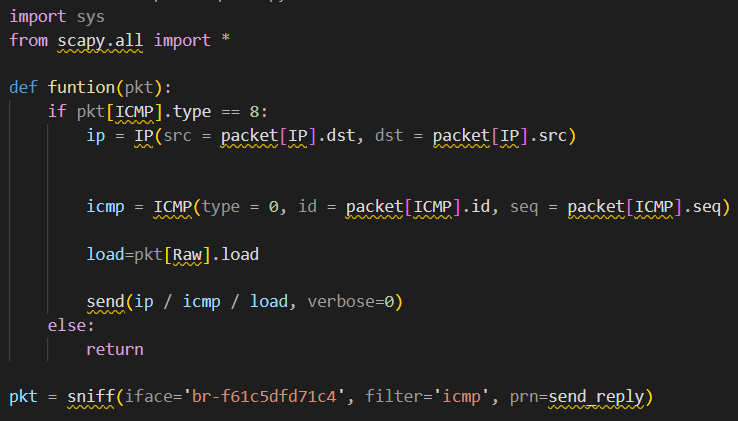 import sys
from scapy.all import *
def funtion(pkt):
if pkt[ICMP].type == 8:
ip = IP(src = packet[IP].dst, dst = packet[IP].src)
icmp = ICMP(type = 0, id = packet[ICMP].id, seq = packet[ICMP].seq)
load=pkt[Raw].load
send(ip / icmp / load, verbose=0)
else:
return
pkt = sniff(iface='br-f61c5dfd71c4', filter='icmp', prn=send_reply)